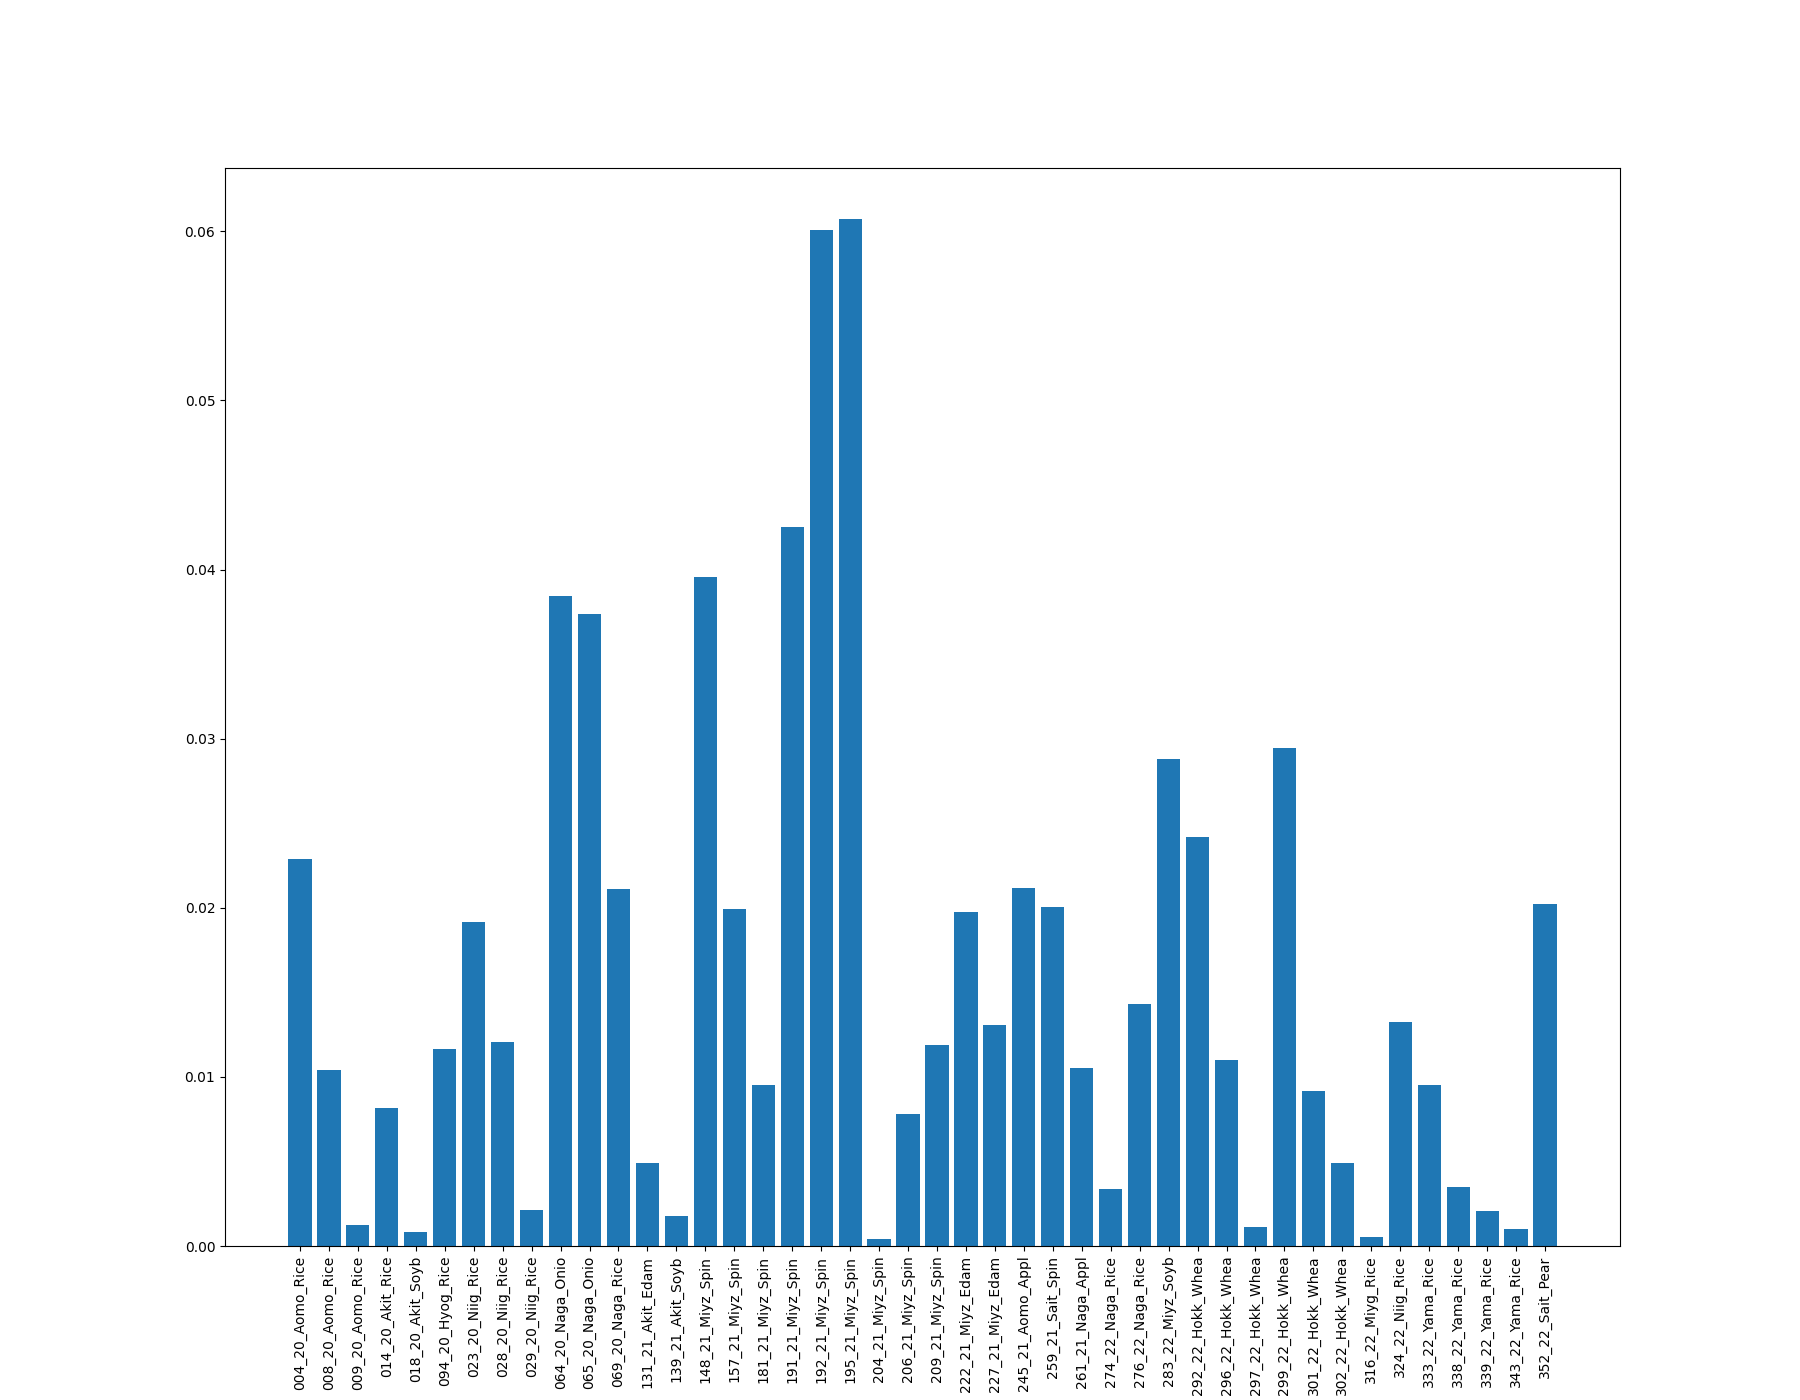 0.06
0.05
0.04
0.03
0.02
0.01
0.00
004_20_Aomo_Rice
008_20_Aomo_Rice
009_20_Aomo_Rice
014_20_Akit_Rice
018_20_Akit_Soyb
094_20_Hyog_Rice
023_20_Niig_Rice
028_20_Niig_Rice
029_20_Niig_Rice
064_20_Naga_Onio
065_20_Naga_Onio
069_20_Naga_Rice
131_21_Akit_Edam
139_21_Akit_Soyb
148_21_Miyz_Spin
157_21_Miyz_Spin
181_21_Miyz_Spin
191_21_Miyz_Spin
192_21_Miyz_Spin
195_21_Miyz_Spin
204_21_Miyz_Spin
206_21_Miyz_Spin
209_21_Miyz_Spin
222_21_Miyz_Edam
227_21_Miyz_Edam
245_21_Aomo_Appl
259_21_Sait_Spin
261_21_Naga_Appl
274_22_Naga_Rice
276_22_Naga_Rice
283_22_Miyz_Soyb
292_22_Hokk_Whea
296_22_Hokk_Whea
297_22_Hokk_Whea
299_22_Hokk_Whea
301_22_Hokk_Whea
302_22_Hokk_Whea
316_22_Miyg_Rice
324_22_Niig_Rice
333_22_Yama_Rice
338_22_Yama_Rice
339_22_Yama_Rice
343_22_Yama_Rice
352_22_Sait_Pear